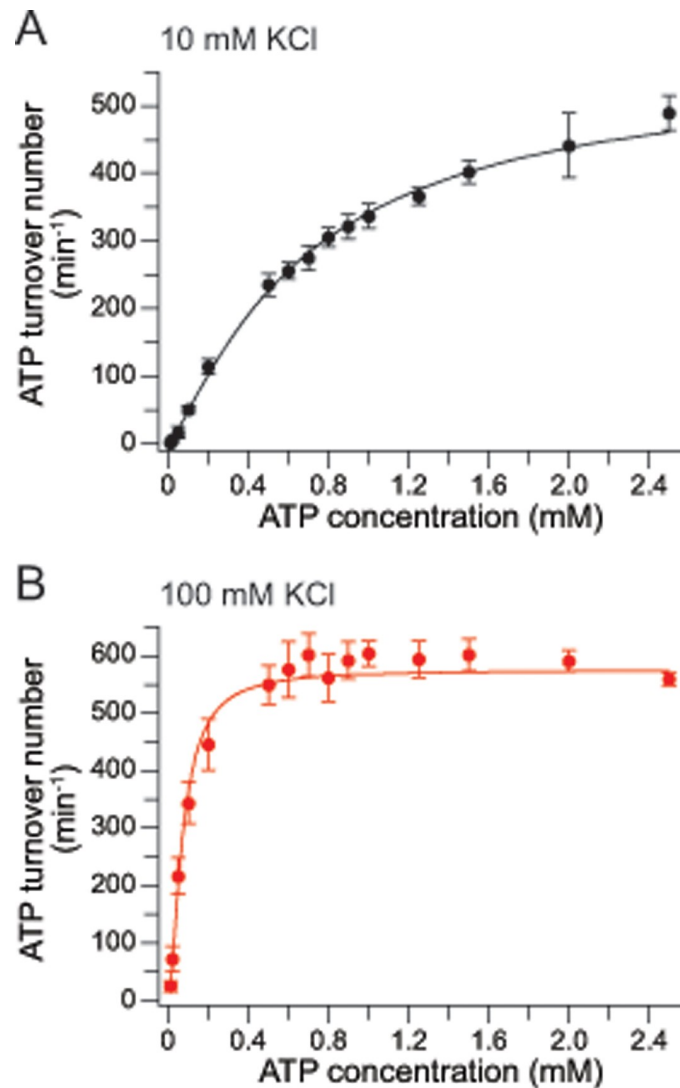 A
10 mM KCl
ATP turnover number
(min⁻¹)
500
400
300
200
100
0
0 0.4 0.8 1.2 1.6 2.0 2.4
ATP concentration (mM)
B
100 mM KCl
ATP turnover number
(min⁻¹)
600
500
400
300
200
100
0
0 0.4 0.8 1.2 1.6 2.0 2.4
ATP concentration (mM)